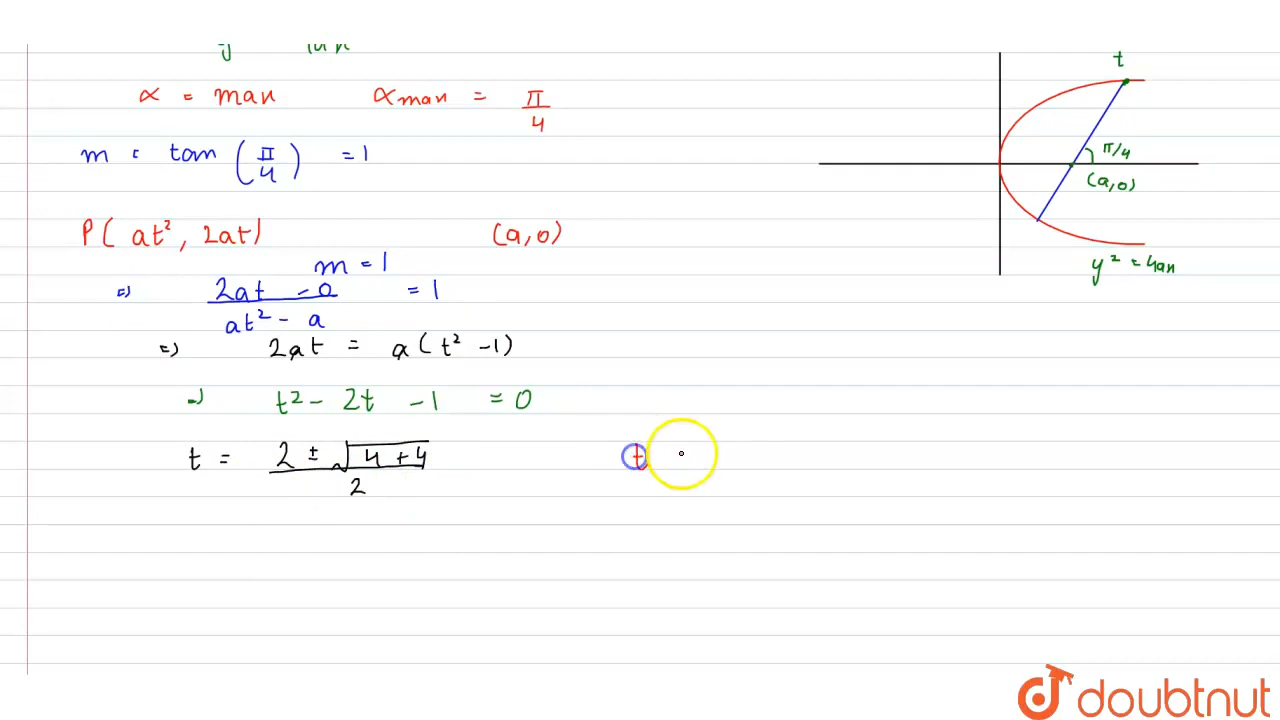 α = max α max = π/4
m = tan (π/4) = 1
P( at², 2at) (a,0)
m = 1
⇒ 2at - 0 / at² - a = 1
⇒ 2at = a( t² - 1)
⇒ t² - 2t - 1 = 0
t = 2 ± √4 + 4 / 2 t
t
π/4
(a,0)
y² = 4ax
doubtnut